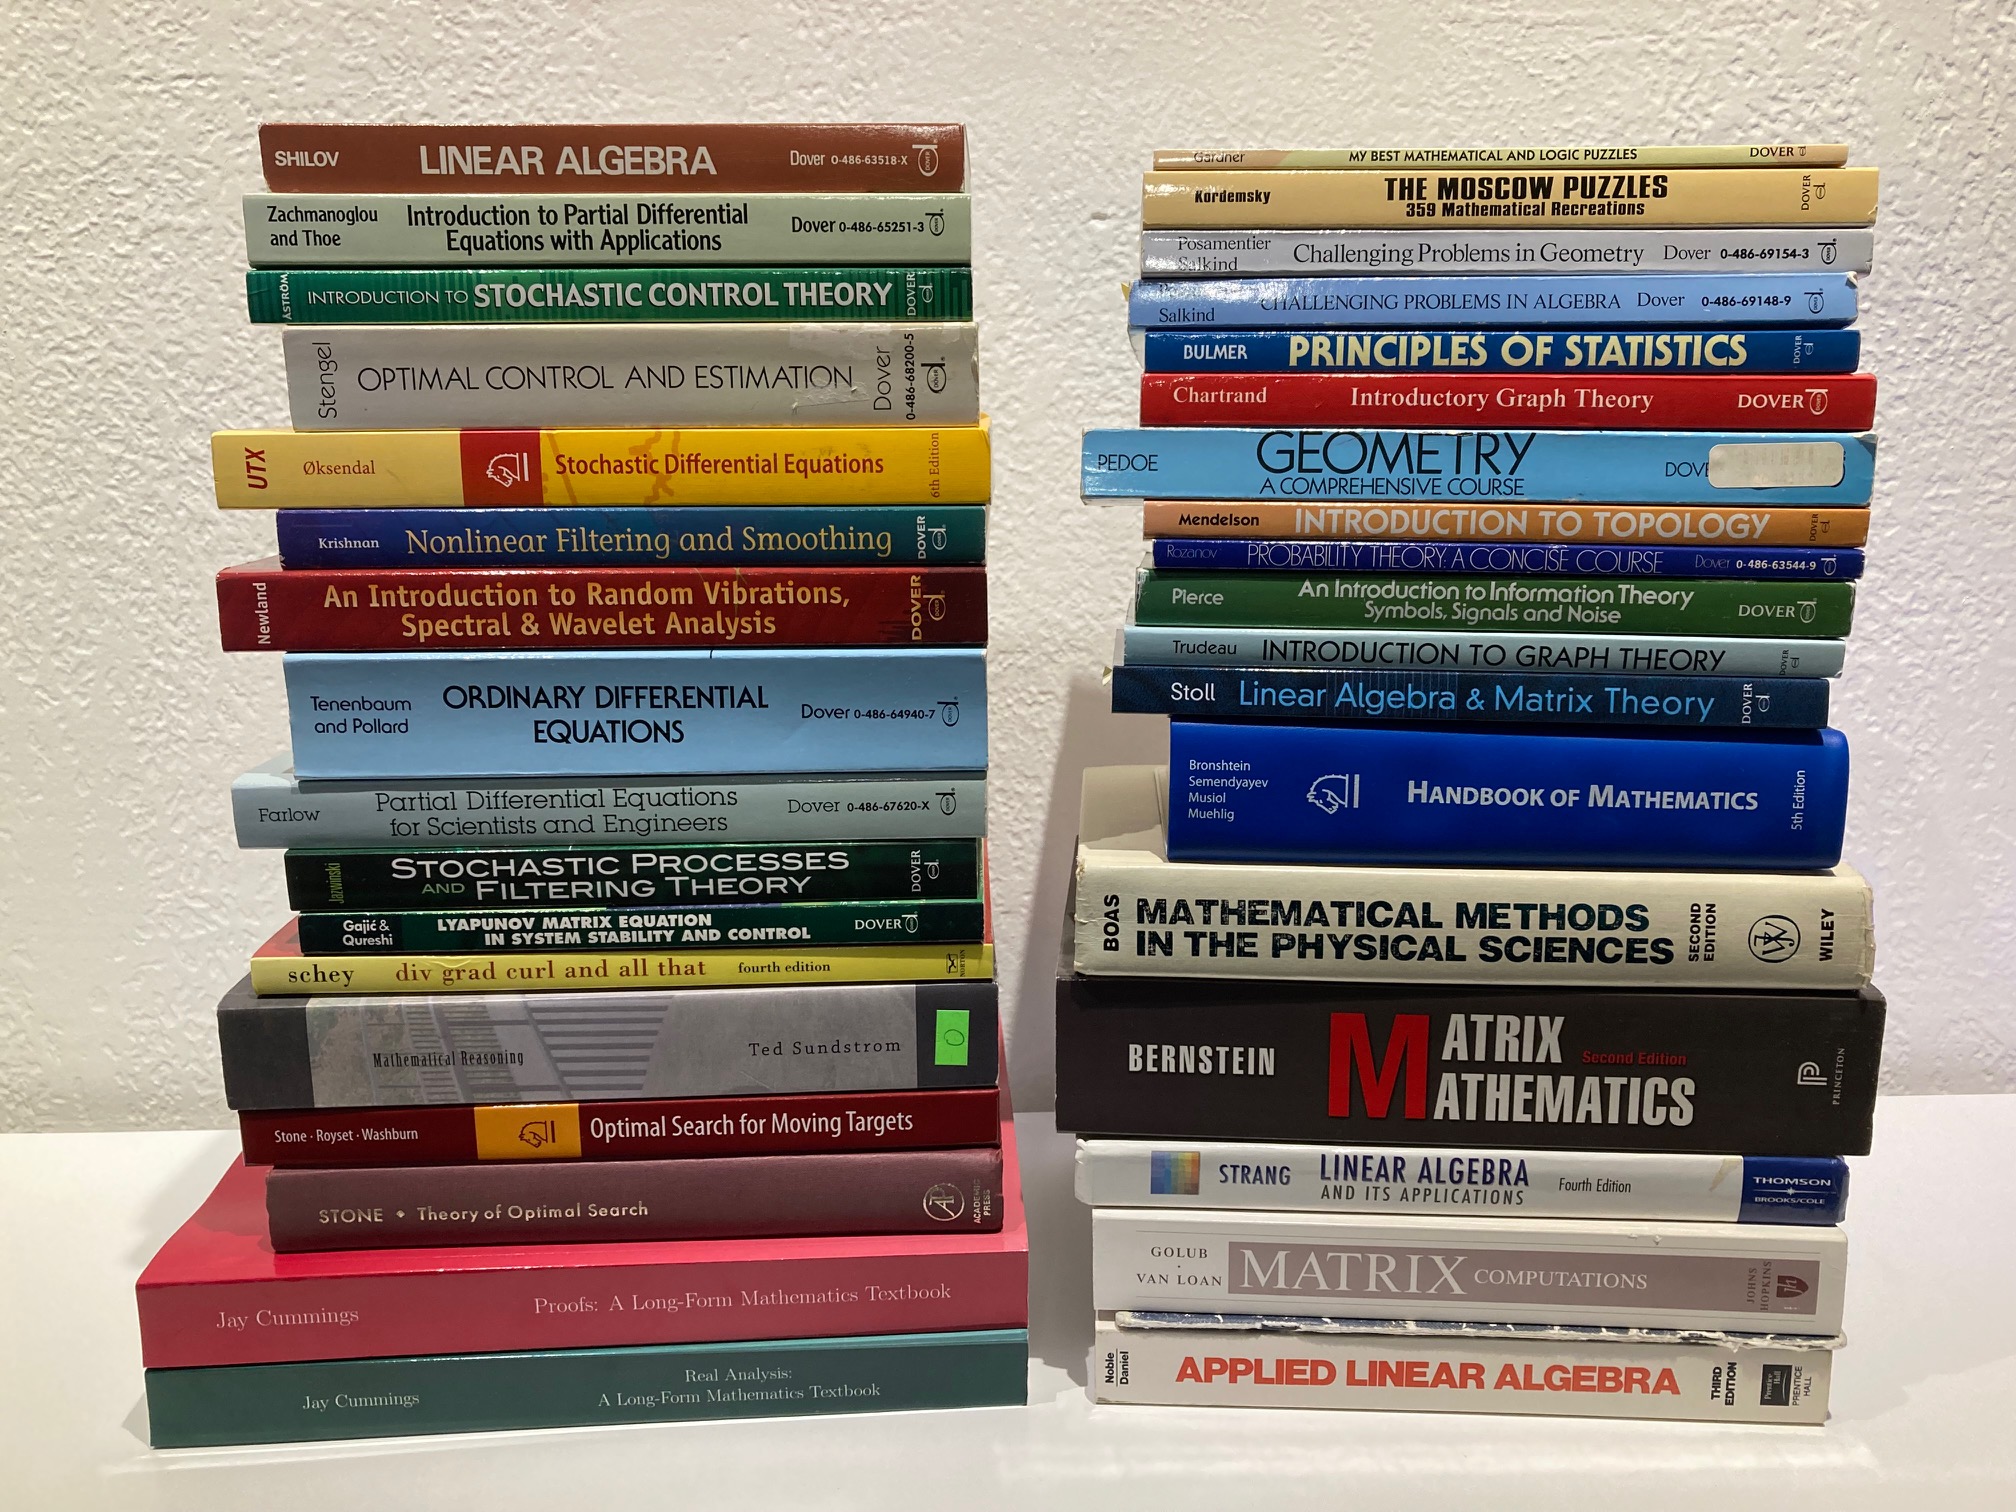 SHILOV LINEAR ALGEBRA Dover 0-486-63518-X
Zachmanoglou
and Thoe
Introduction to Partial Differential
Equations with Applications
Dover 0-486-65251-3
ÅSTRÖM INTRODUCTION TO STOCHASTIC CONTROL THEORY DOVER
Stengel OPTIMAL CONTROL AND ESTIMATION Dover 0-486-68200-5
UTX Øksendal Stochastic Differential Equations 6th Edition
Krishnan Nonlinear Filtering and Smoothing DOVER
Newland
An Introduction to Random Vibrations,
Spectral & Wavelet Analysis
DOVER
Tenenbaum
and Pollard
ORDINARY DIFFERENTIAL
EQUATIONS
Dover 0-486-64940-7
Farlow
Partial Differential Equations
for Scientists and Engineers
Dover 0-486-67620-X
Jazwinski
STOCHASTIC PROCESSES
AND FILTERING THEORY
DOVER
Gajić &
Qureshi
LYAPUNOV MATRIX EQUATION
IN SYSTEM STABILITY AND CONTROL
DOVER
schey div grad curl and all that fourth edition NORTON
Mathematical Reasoning Ted Sundstrom
Stone · Royset · Washburn Optimal Search for Moving Targets
STONE • Theory of Optimal Search AP ACADEMIC
PRESS
Jay Cummings Proofs: A Long-Form Mathematics Textbook
Jay Cummings
Real Analysis:
A Long-Form Mathematics Textbook
Gardner MY BEST MATHEMATICAL AND LOGIC PUZZLES DOVER
Kordemsky
THE MOSCOW PUZZLES
359 Mathematical Recreations
DOVER
Posamentier
Salkind
Challenging Problems in Geometry Dover 0-486-69154-3
Salkind
CHALLENGING PROBLEMS IN ALGEBRA Dover 0-486-69148-9
BULMER PRINCIPLES OF STATISTICS DOVER
Chartrand Introductory Graph Theory DOVER
PEDOE
GEOMETRY
A COMPREHENSIVE COURSE
DOVE
Mendelson INTRODUCTION TO TOPOLOGY DOVER
Rozanov PROBABILITY THEORY: A CONCISE COURSE Dover 0-486-63544-9
Pierce
An Introduction to Information Theory
Symbols, Signals and Noise
DOVER
Trudeau INTRODUCTION TO GRAPH THEORY DOVER
Stoll Linear Algebra & Matrix Theory DOVER
Bronshtein
Semendyayev
Musiol
Muehlig
HANDBOOK OF MATHEMATICS 5th Edition
BOAS
MATHEMATICAL METHODS
IN THE PHYSICAL SCIENCES
SECOND
EDITION
WILEY
BERNSTEIN
MATRIX
MATHEMATICS
Second Edition
PRINCETON
STRANG
LINEAR ALGEBRA
AND ITS APPLICATIONS
Fourth Edition
THOMSON
BROOKS/COLE
GOLUB
·
VAN LOAN
MATRIX COMPUTATIONS
JOHNS
HOPKINS
Noble
Daniel
APPLIED LINEAR ALGEBRA
THIRD
EDITION
Prentice
Hall
PRENTICE
HALL